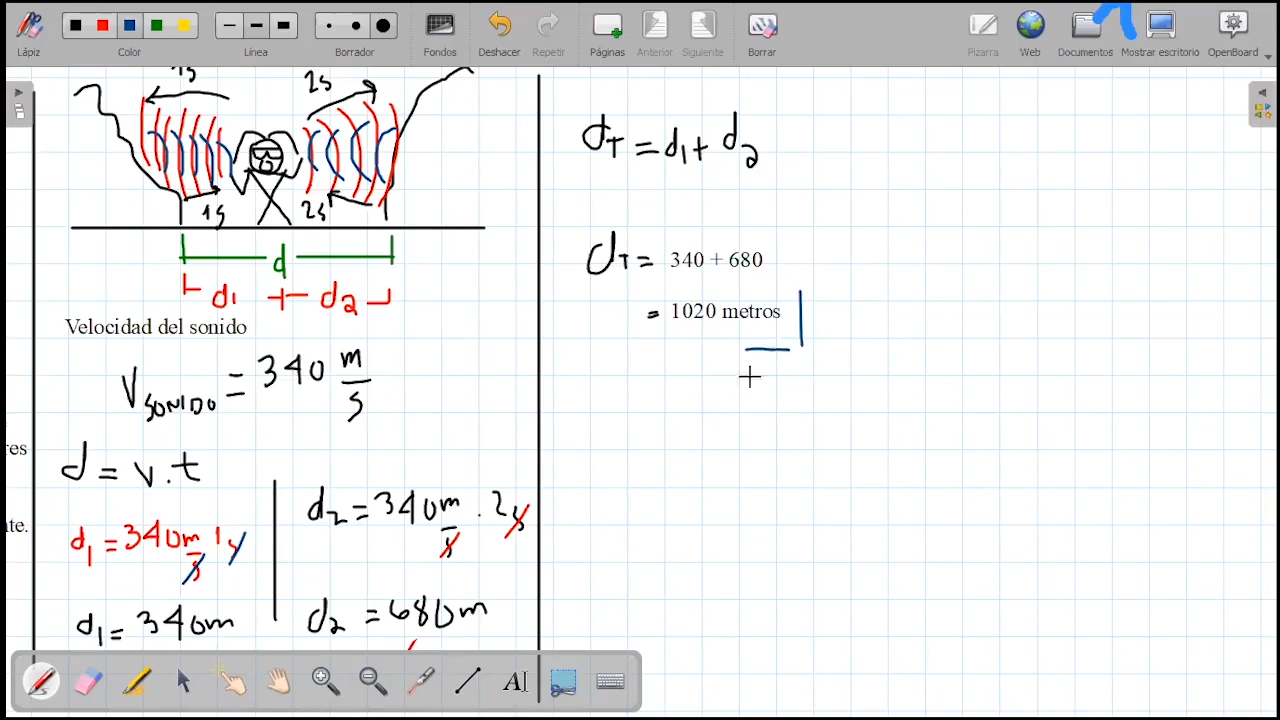 Lápiz
Color
Línea
Borrador
Fondos
Deshacer
Repetir
Páginas
Anterior
Siguiente
Borrar
Pizarra
Web
Documentos
Mostrar escritorio
OpenBoard
2s
1s
2s
d
d1
d2
Velocidad del sonido
VSONIDO = 340 m/s
res
d = v.t
nte.
d1 = 340m/s 1s
d1 = 340m
d2 = 340m/s . 2s
d2 = 680m
dT = d1 + d2
dT = 340 + 680
= 1020 metros